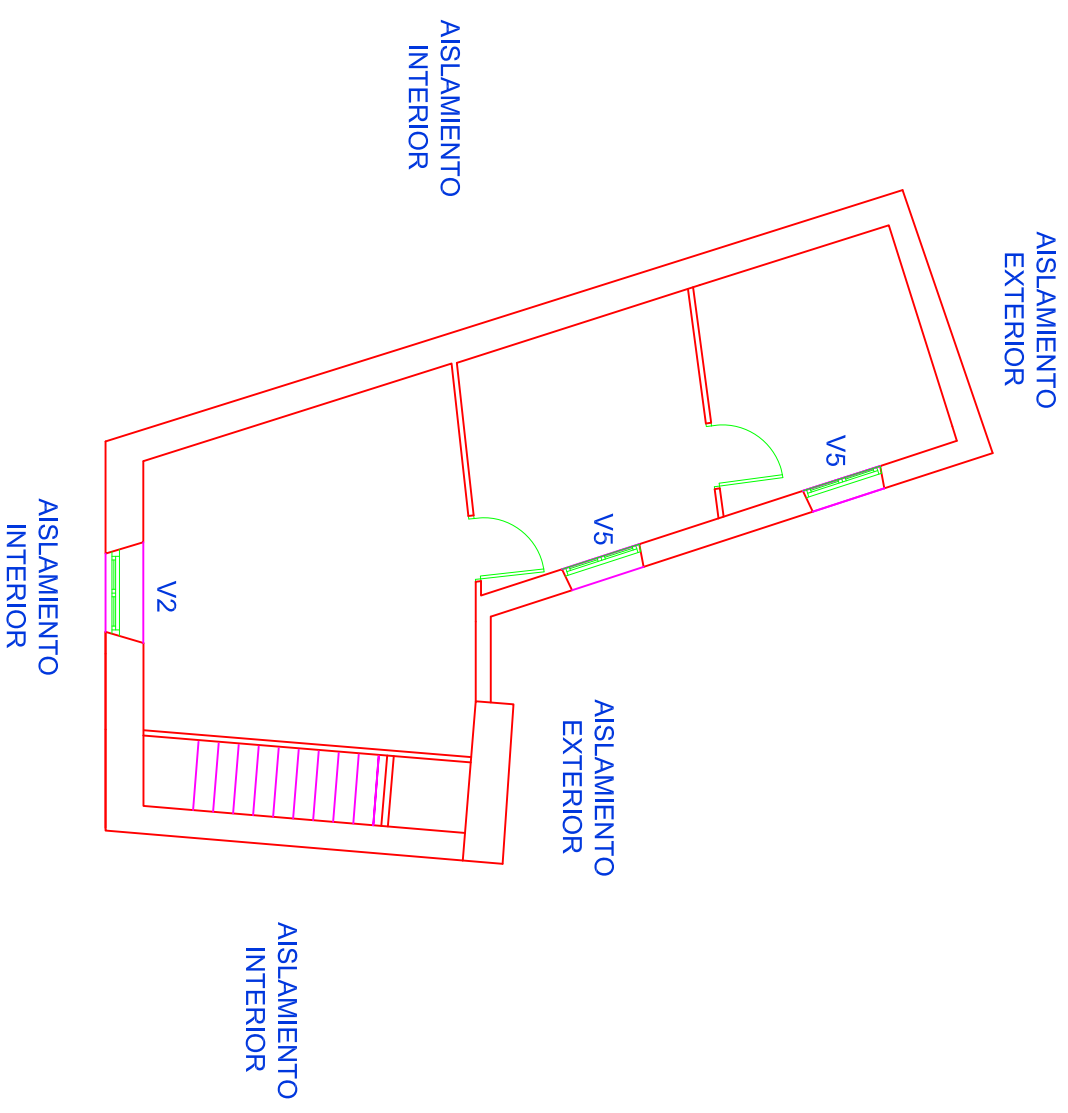 AISLAMIENTO
INTERIOR
AISLAMIENTO
EXTERIOR
V5
V5
AISLAMIENTO
INTERIOR
V2
AISLAMIENTO
EXTERIOR
AISLAMIENTO
INTERIOR